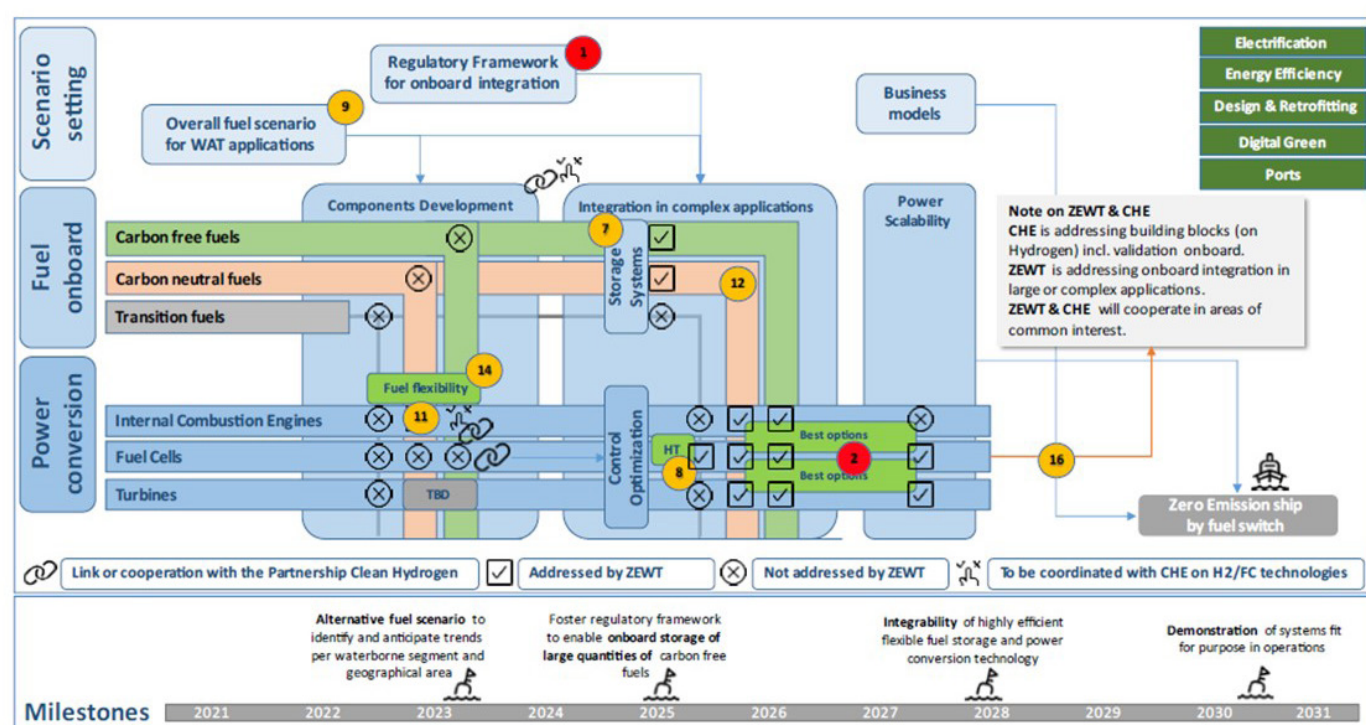 Scenario
setting
Regulatory Framework
for onboard integration
1
Overall fuel scenario
for WAT applications
9
Business
models
Electrification
Energy Efficiency
Design & Retrofitting
Digital Green
Ports
Fuel
onboard
Components Development
Integration in complex applications
Power
Scalability
Carbon free fuels
Carbon neutral fuels
Transition fuels
7
Storage
Systems
12
Note on ZEWT & CHE
CHE is addressing building blocks (on
Hydrogen) incl. validation onboard.
ZEWT is addressing onboard integration in
large or complex applications.
ZEWT & CHE will cooperate in areas of
common interest.
Power
conversion
Fuel flexibility
14
Internal Combustion Engines
11
Fuel Cells
Turbines
TBD
Control
Optimization
HT
8
Best options
2
Best options
16
Zero Emission ship
by fuel switch
Link or cooperation with the Partnership Clean Hydrogen
Addressed by ZEWT
Not addressed by ZEWT
To be coordinated with CHE on H2/FC technologies
Alternative fuel scenario to
identify and anticipate trends
per waterborne segment and
geographical area
Foster regulatory framework
to enable onboard storage of
large quantities of carbon free
fuels
Integrability of highly efficient
flexible fuel storage and power
conversion technology
Demonstration of systems fit
for purpose in operations
Milestones
2021 2022 2023 2024 2025 2026 2027 2028 2029 2030 2031